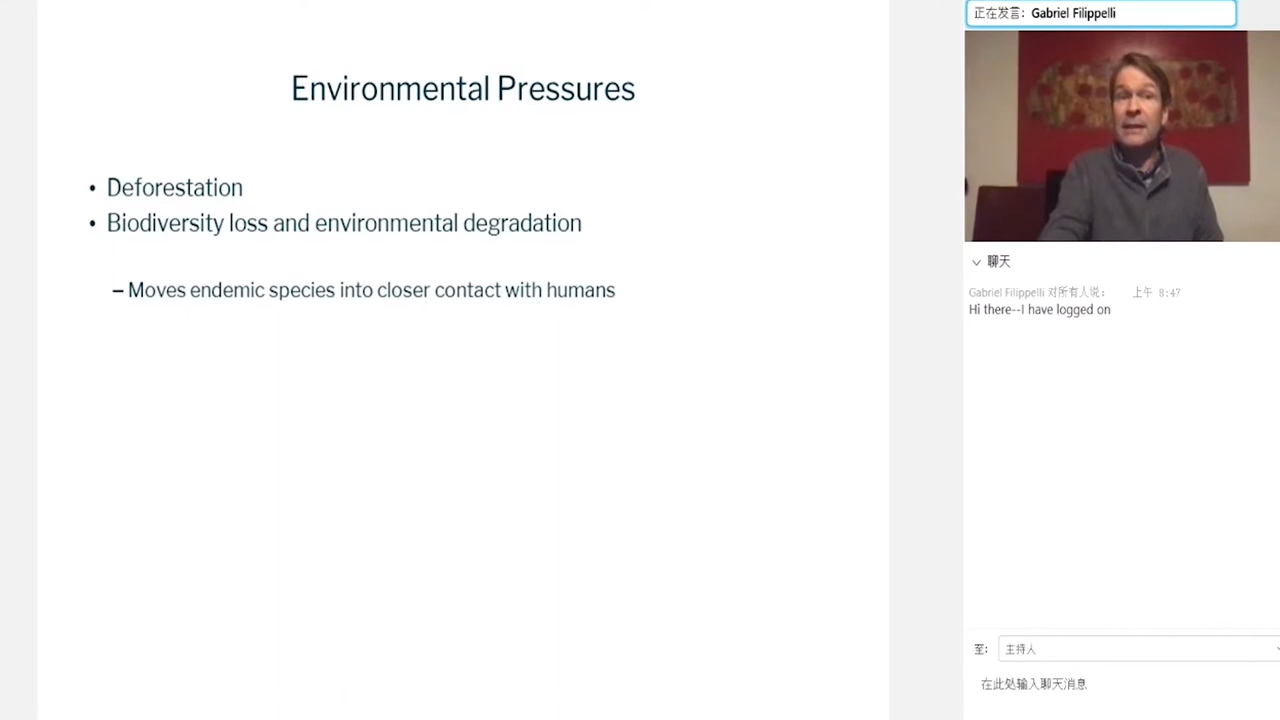 Environmental Pressures
• Deforestation
• Biodiversity loss and environmental degradation
– Moves endemic species into closer contact with humans
正在发言: Gabriel Filippelli
聊天
Gabriel Filippelli 对所有人说: 上午 8:47
Hi there--I have logged on
至: 主持人
在此处输入聊天消息